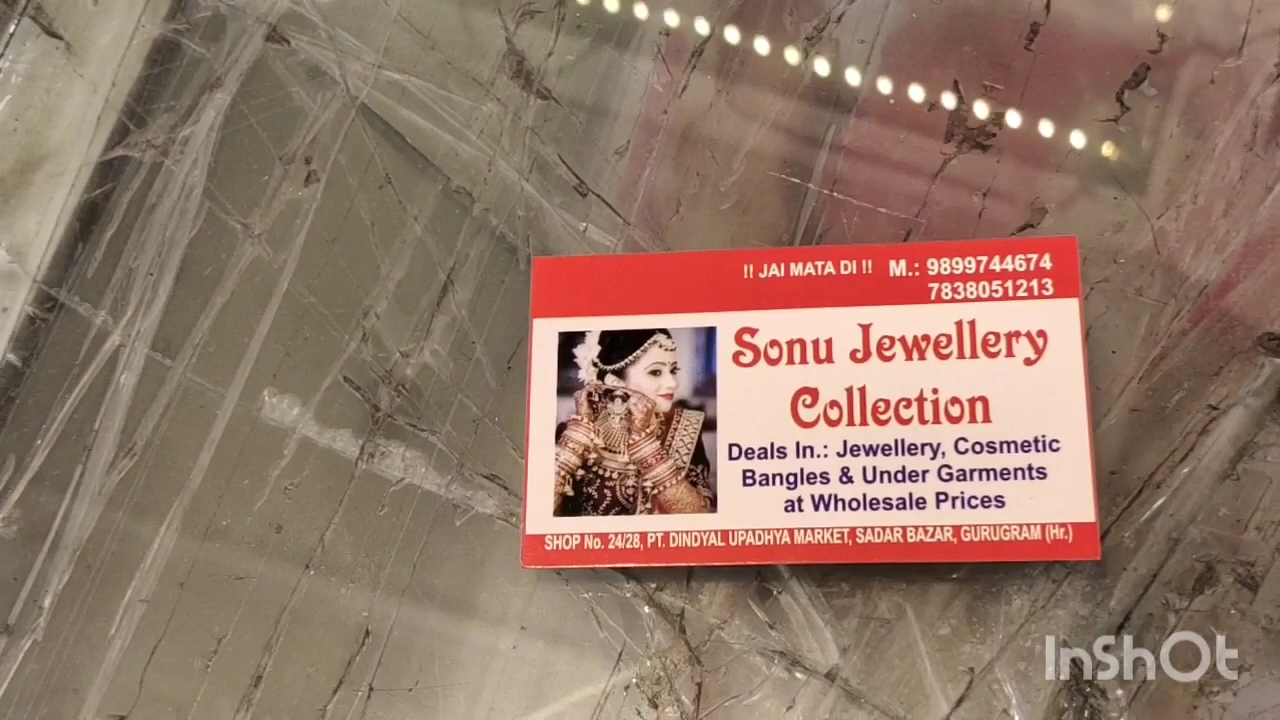 !! JAI MATA DI !! M.: 9899744674
7838051213
Sonu Jewellery
Collection
Deals In.: Jewellery, Cosmetic
Bangles & Under Garments
at Wholesale Prices
SHOP No. 24/28, PT. DINDYAL UPADHYA MARKET, SADAR BAZAR, GURUGRAM (Hr.)
InShOt